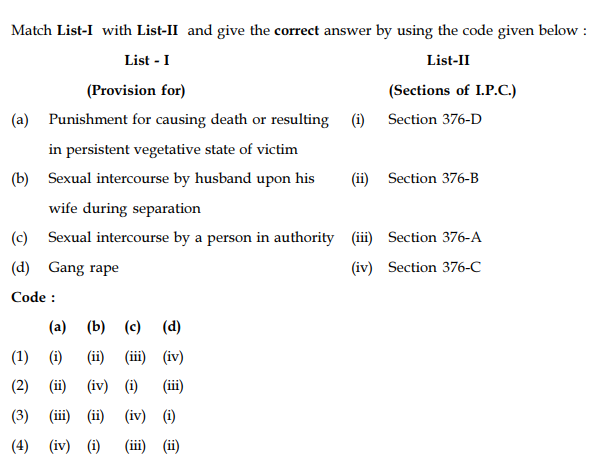 Match List-I with List-II and give the correct answer by using the code given below :
List - I List-II
(Provision for) (Sections of I.P.C.)
(a) Punishment for causing death or resulting (i) Section 376-D
in persistent vegetative state of victim
(b) Sexual intercourse by husband upon his (ii) Section 376-B
wife during separation
(c) Sexual intercourse by a person in authority (iii) Section 376-A
(d) Gang rape (iv) Section 376-C
Code :
(a) (b) (c) (d)
(1) (i) (ii) (iii) (iv)
(2) (ii) (iv) (i) (iii)
(3) (iii) (ii) (iv) (i)
(4) (iv) (i) (iii) (ii)